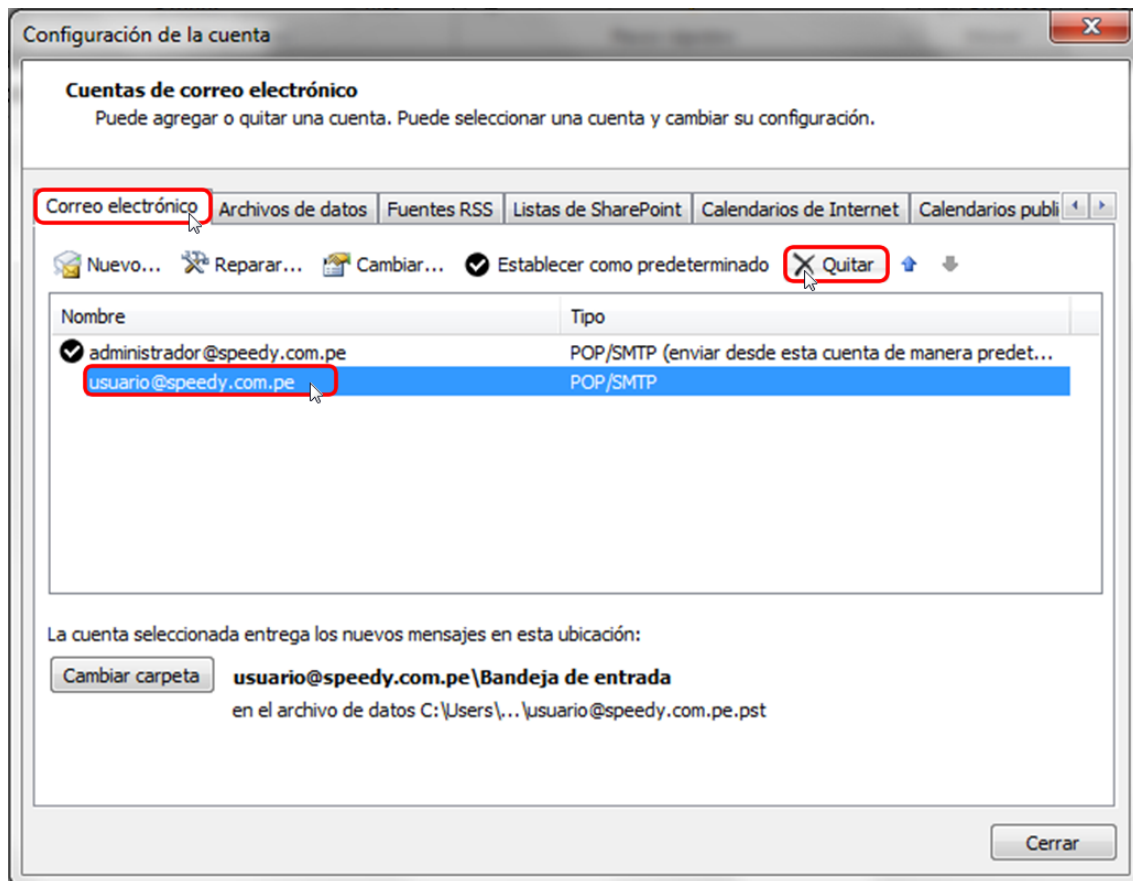 Configuración de la cuenta
Cuentas de correo electrónico
Puede agregar o quitar una cuenta. Puede seleccionar una cuenta y cambiar su configuración.
Correo electrónico Archivos de datos Fuentes RSS Listas de SharePoint Calendarios de Internet Calendarios publi
Nuevo... Reparar... Cambiar... Establecer como predeterminado Quitar
Nombre Tipo
administrador@speedy.com.pe POP/SMTP (enviar desde esta cuenta de manera predet...
usuario@speedy.com.pe POP/SMTP
La cuenta seleccionada entrega los nuevos mensajes en esta ubicación:
Cambiar carpeta usuario@speedy.com.pe\Bandeja de entrada
en el archivo de datos C:\Users\...\usuario@speedy.com.pe.pst
Cerrar